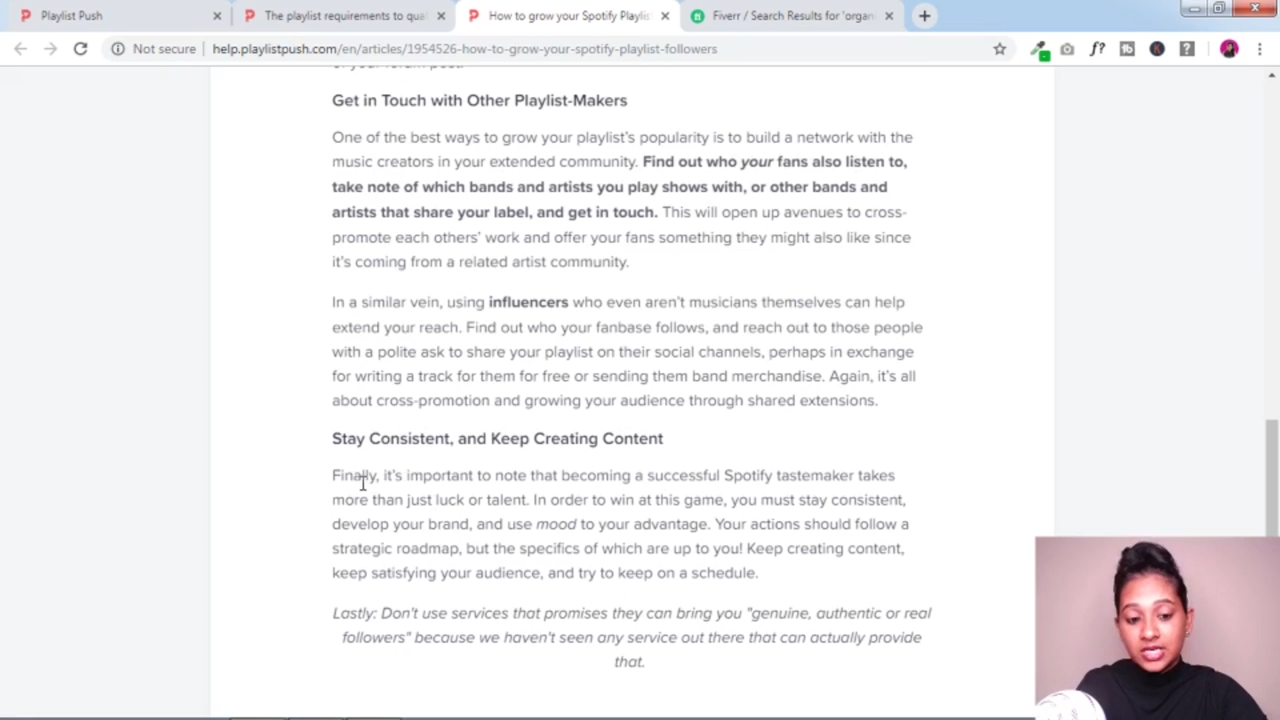 Playlist Push
The playlist requirements to qual
How to grow your Spotify Playlis
Fiverr / Search Results for 'organ
Not secure
help.playlistpush.com/en/articles/1954526-how-to-grow-your-spotify-playlist-followers
f?
of your forum post.
Get in Touch with Other Playlist-Makers
One of the best ways to grow your playlist's popularity is to build a network with the
music creators in your extended community. Find out who your fans also listen to,
take note of which bands and artists you play shows with, or other bands and
artists that share your label, and get in touch. This will open up avenues to cross-
promote each others' work and offer your fans something they might also like since
it's coming from a related artist community.
In a similar vein, using influencers who even aren't musicians themselves can help
extend your reach. Find out who your fanbase follows, and reach out to those people
with a polite ask to share your playlist on their social channels, perhaps in exchange
for writing a track for them for free or sending them band merchandise. Again, it's all
about cross-promotion and growing your audience through shared extensions.
Stay Consistent, and Keep Creating Content
Finally, it's important to note that becoming a successful Spotify tastemaker takes
more than just luck or talent. In order to win at this game, you must stay consistent,
develop your brand, and use mood to your advantage. Your actions should follow a
strategic roadmap, but the specifics of which are up to you! Keep creating content,
keep satisfying your audience, and try to keep on a schedule.
Lastly: Don't use services that promises they can bring you "genuine, authentic or real
followers" because we haven't seen any service out there that can actually provide
that.